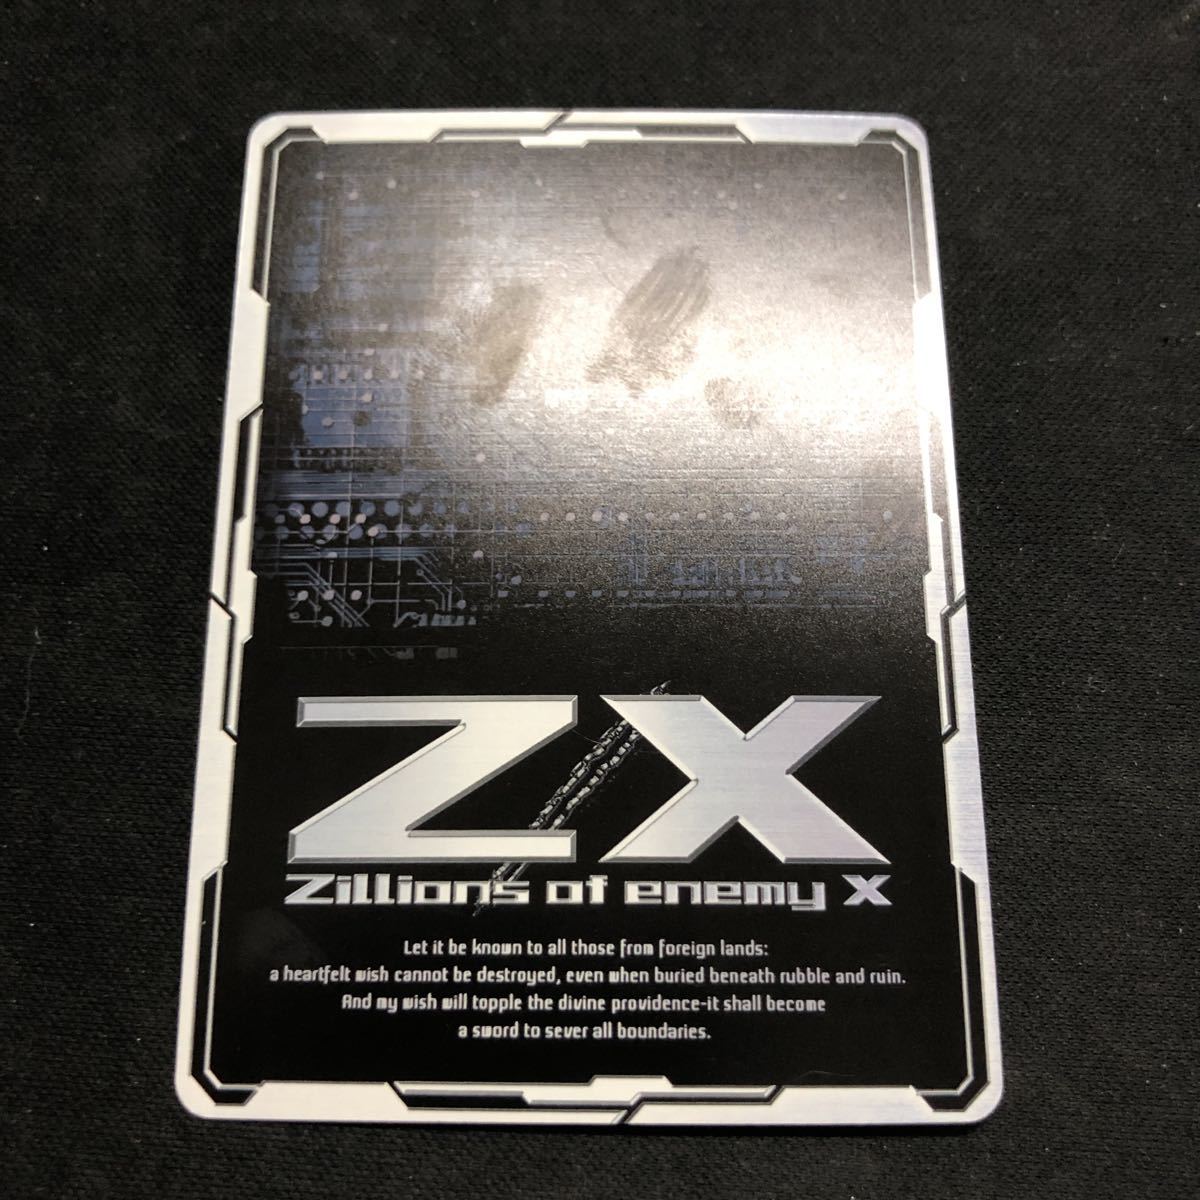 ZX
Zillions of enemy X
Let it be known to all those from foreign lands:
a heartfelt wish cannot be destroyed, even when buried beneath rubble and ruin.
And my wish will topple the divine providence-it shall become
a sword to sever all boundaries.